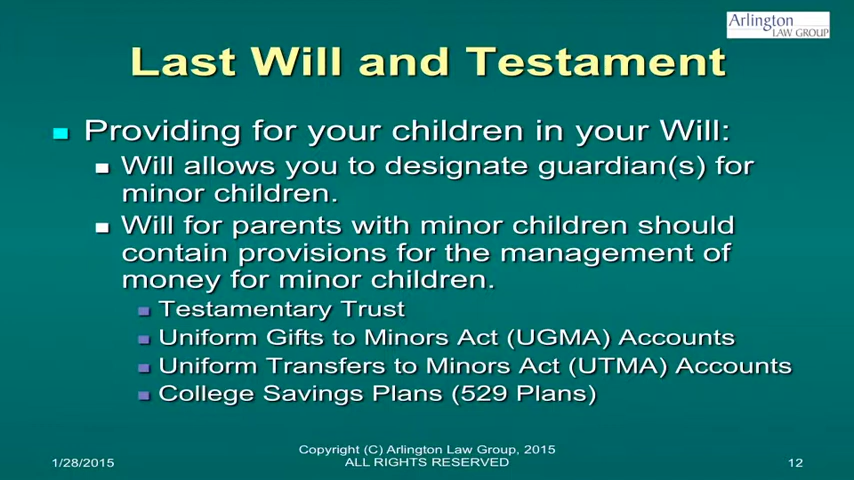 Arlington
LAW GROUP
Last Will and Testament
Providing for your children in your Will:
Will allows you to designate guardian(s) for
minor children.
Will for parents with minor children should
contain provisions for the management of
money for minor children.
Testamentary Trust
Uniform Gifts to Minors Act (UGMA) Accounts
Uniform Transfers to Minors Act (UTMA) Accounts
College Savings Plans (529 Plans)
1/28/2015
Copyright (C) Arlington Law Group, 2015
ALL RIGHTS RESERVED
12